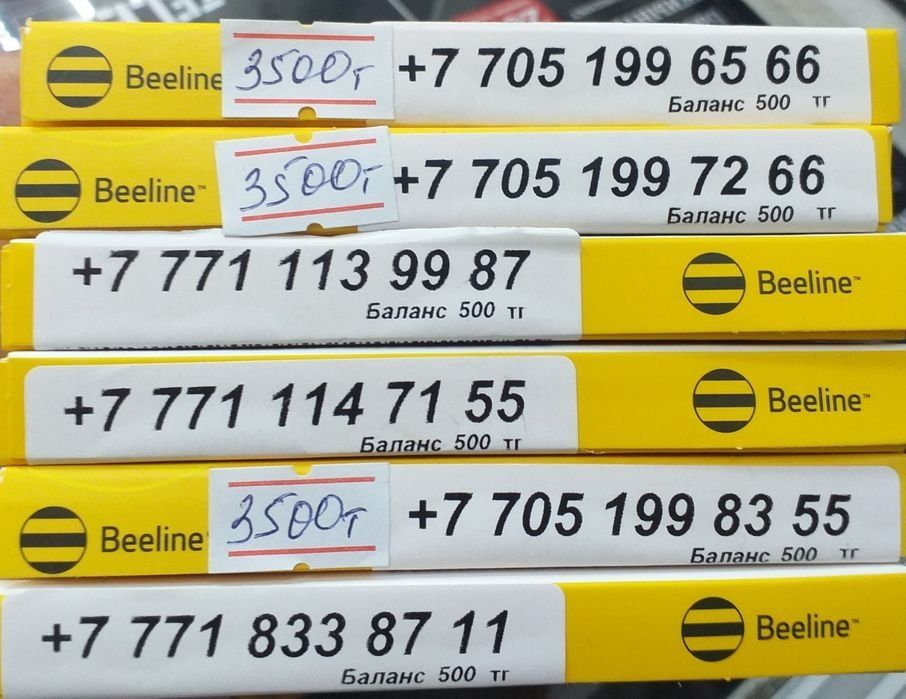 Beeline 3500т +7 705 199 65 66
Баланс 500 тг
Beeline™ 3500т +7 705 199 72 66
Баланс 500 тг
+7 771 113 99 87 Beeline™
Баланс 500 тг
+7 771 114 71 55 Beeline™
Баланс 500 тг
Beeline 3500т +7 705 199 83 55
Баланс 500 тг
+7 771 833 87 11 Beeline™
Баланс 500 тг